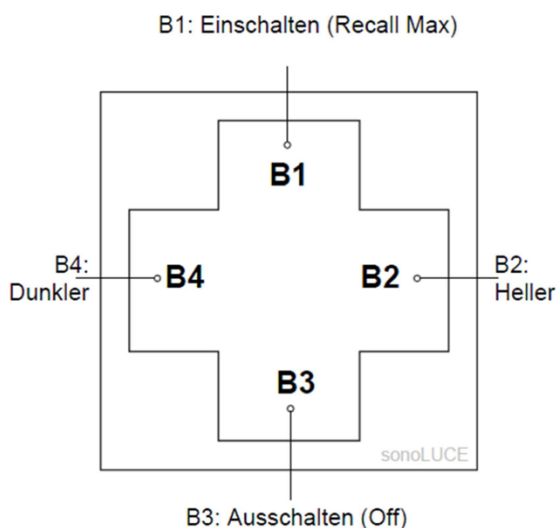 B1: Einschalten (Recall Max)
B1
B4:
Dunkler
B4
B2
B2:
Heller
B3
sonoLUCE
B3: Ausschalten (Off)